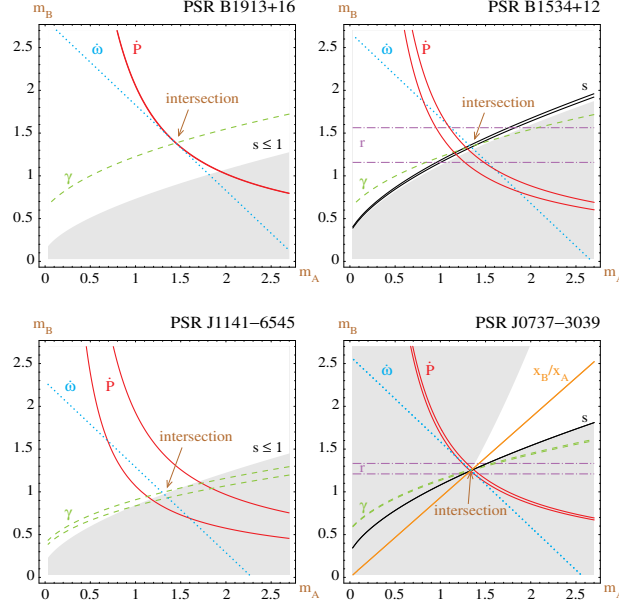 m_B PSR B1913+16
2.5
2
1.5
1
0.5
0
ω̇
Ṗ
intersection
s ≤ 1
γ
0 0.5 1 1.5 2 2.5 m_A
PSR B1534+12
2.5
2
1.5
1
0.5
0
ω̇
Ṗ
intersection
s
r
γ
0 0.5 1 1.5 2 2.5 m_A
m_B PSR J1141−6545
2.5
2
1.5
1
0.5
0
ω̇
Ṗ
intersection
s ≤ 1
γ
0 0.5 1 1.5 2 2.5 m_A
m_B PSR J0737−3039
2.5
2
1.5
1
0.5
0
ω̇
Ṗ
x_B/x_A
s
r
γ
intersection
0 0.5 1 1.5 2 2.5 m_A
m_B